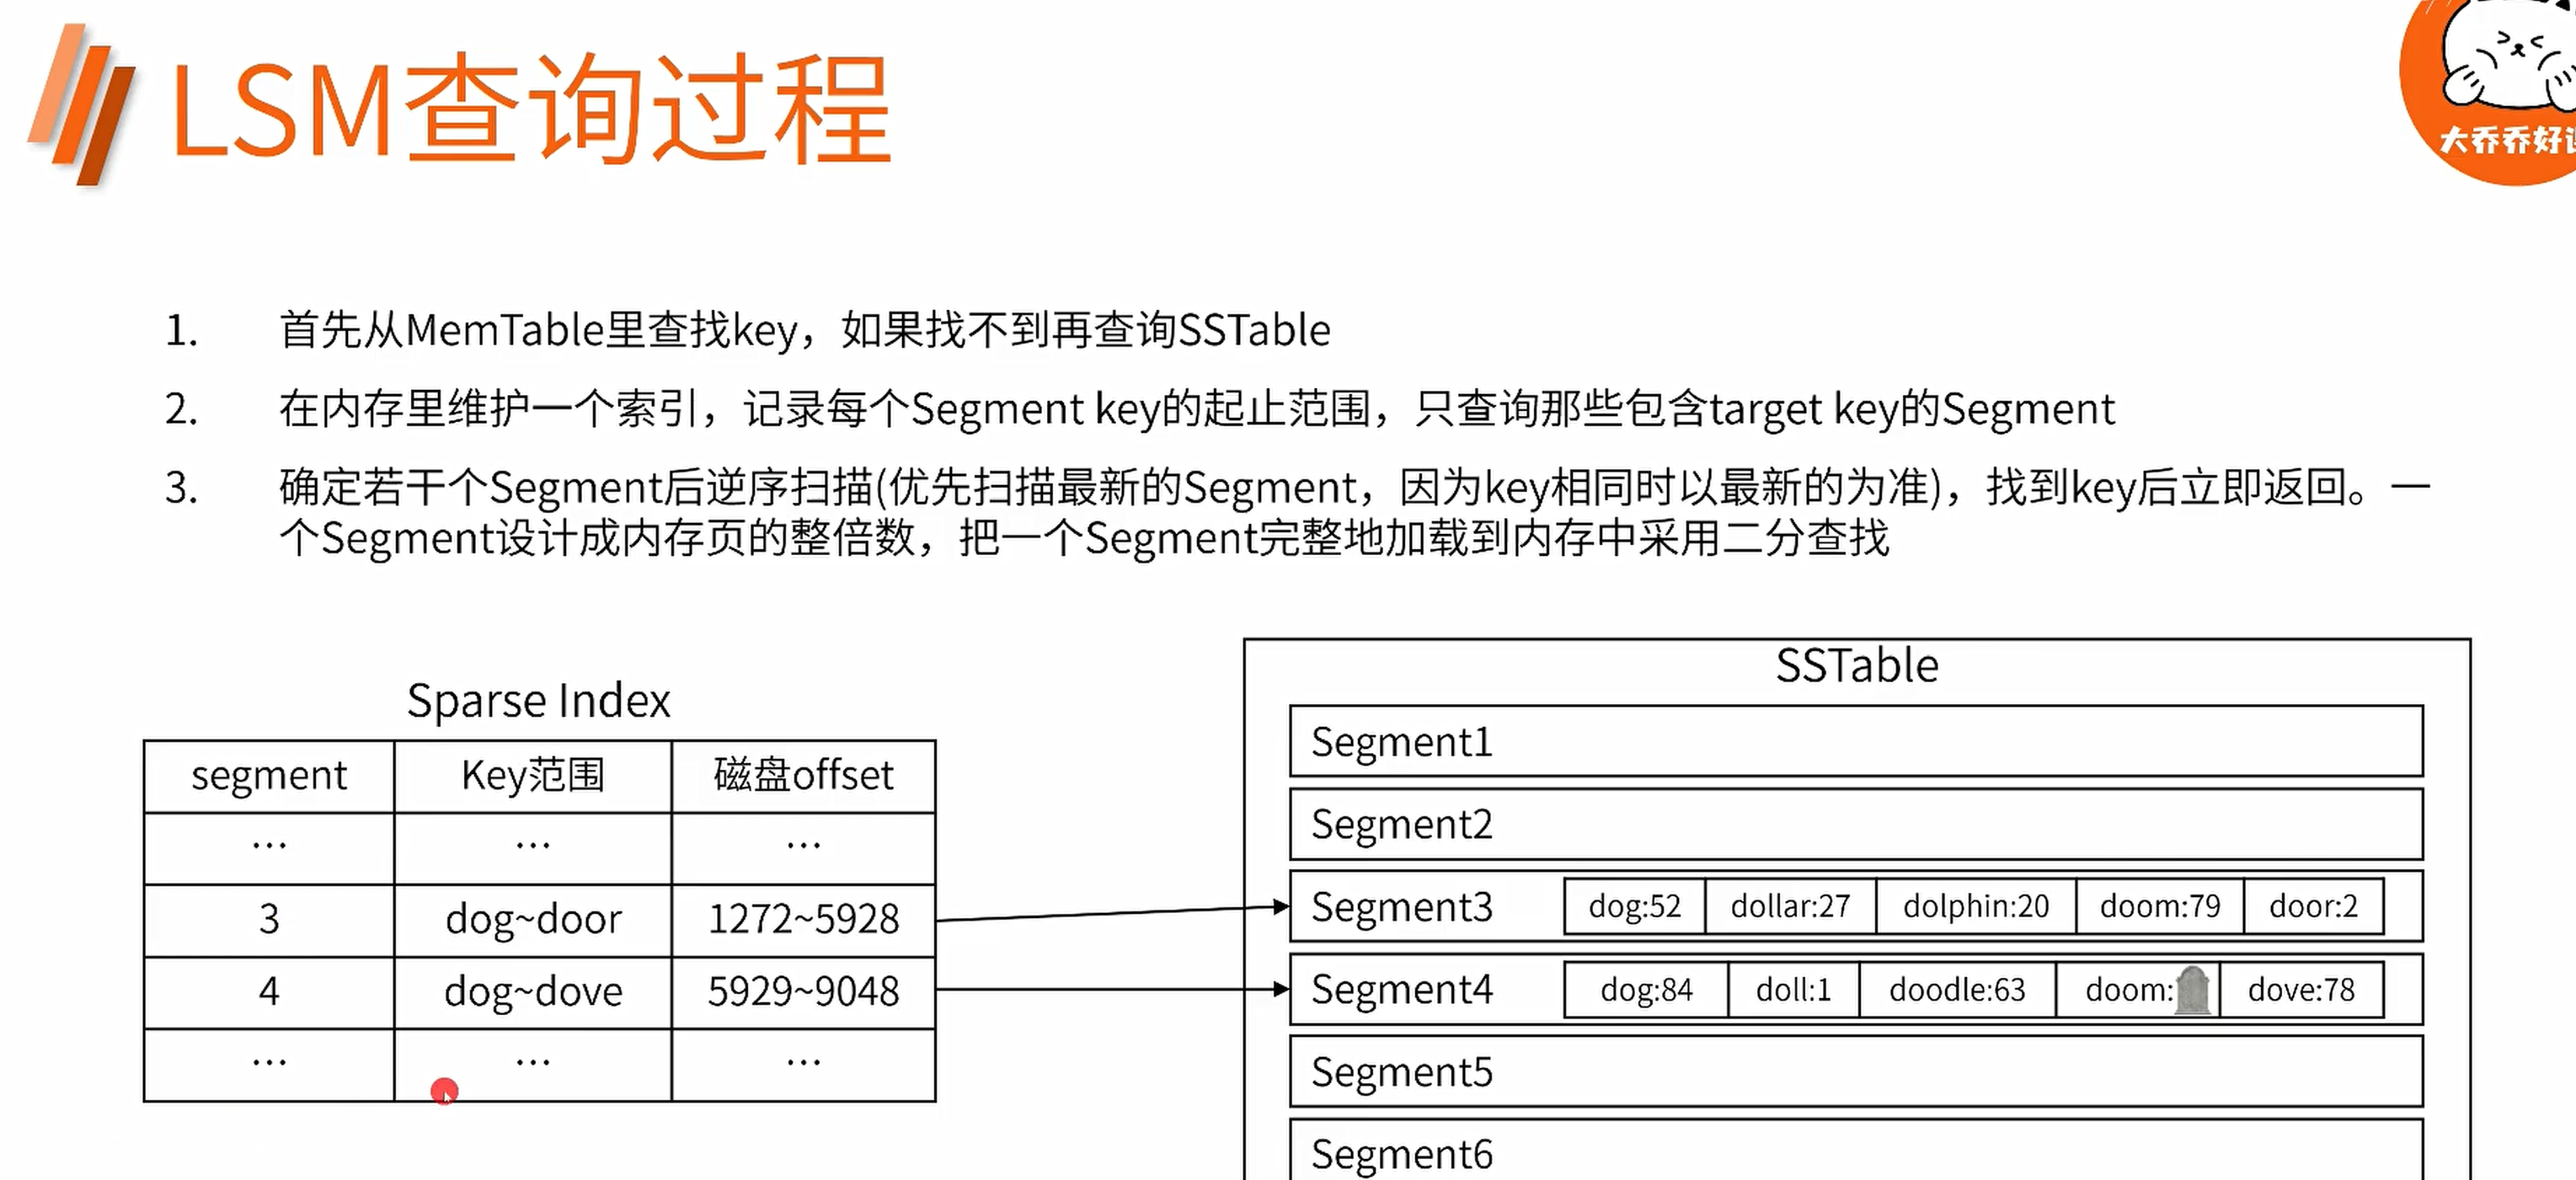 LSM查询过程
大乔乔好
1. 首先从MemTable里查找key，如果找不到再查询SSTable
2. 在内存里维护一个索引，记录每个Segment key的起止范围，只查询那些包含target key的Segment
3. 确定若干个Segment后逆序扫描(优先扫描最新的Segment，因为key相同时以最新的为准)，找到key后立即返回。一
个Segment设计成内存页的整倍数，把一个Segment完整地加载到内存中采用二分查找
Sparse Index
segment Key范围 磁盘offset
… … …
3 dog~door 1272~5928
4 dog~dove 5929~9048
… … …
SSTable
Segment1
Segment2
Segment3 dog:52 dollar:27 dolphin:20 doom:79 door:2
Segment4 dog:84 doll:1 doodle:63 doom: dove:78
Segment5
Segment6